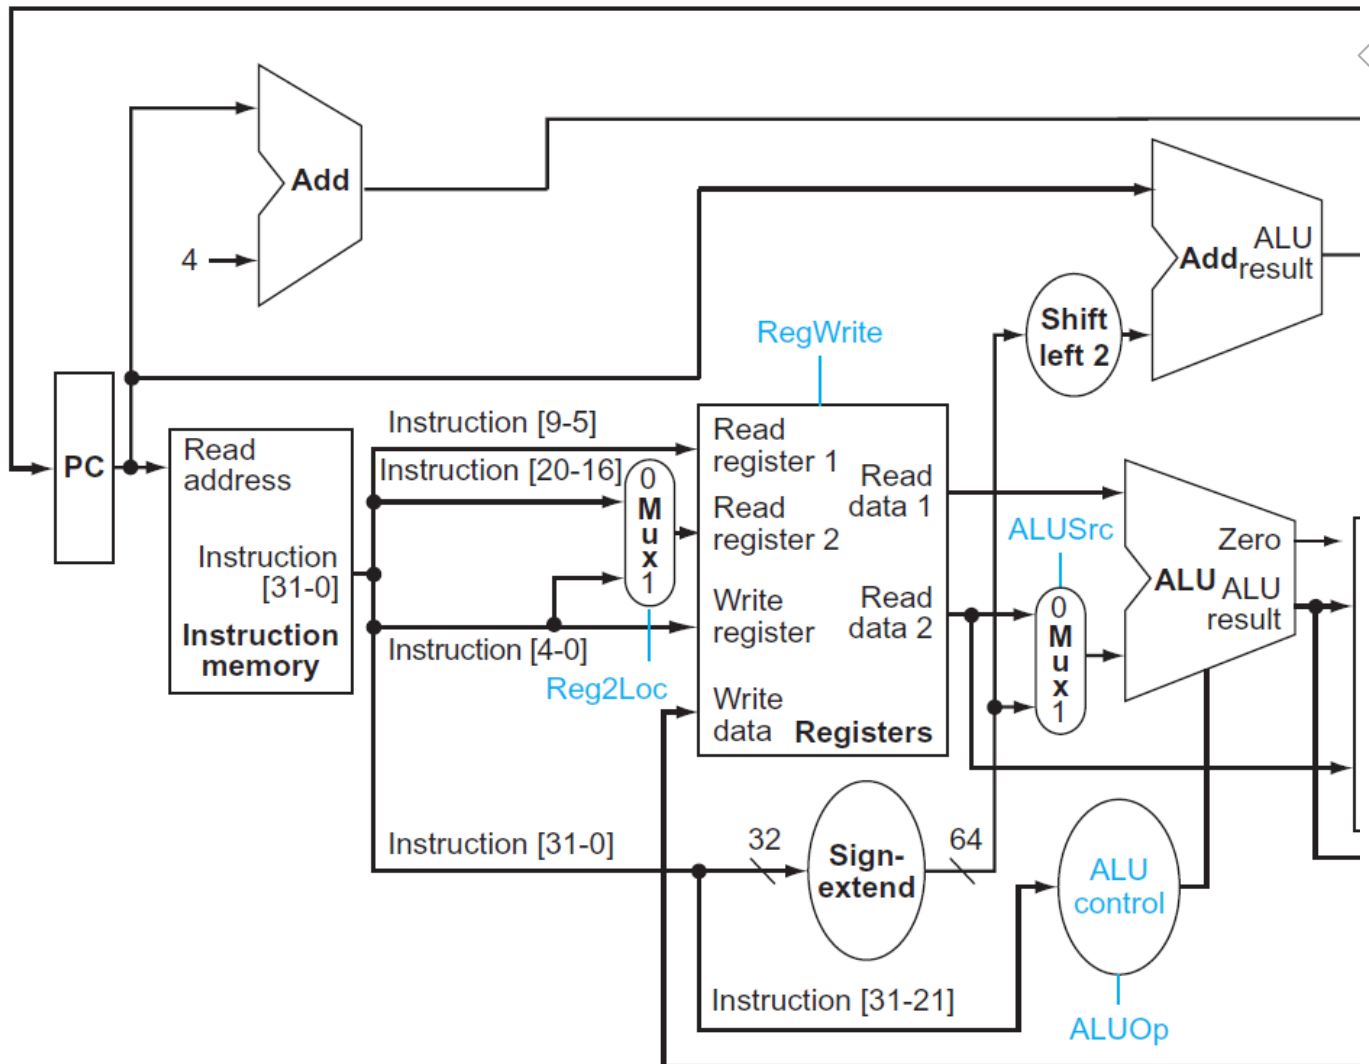 Add
4
Add
ALU
result
Shift
left 2
RegWrite
PC
Read
address
Instruction
[31-0]
Instruction
memory
Instruction [9-5]
Instruction [20-16]
0
M
u
x
1
Instruction [4-0]
Reg2Loc
Read
register 1
Read
register 2
Write
register
Write
data
Read
data 1
Read
data 2
Registers
ALUSrc
0
M
u
x
1
Zero
ALU
ALU
result
Instruction [31-0]
32
Sign-
extend
64
ALU
control
Instruction [31-21]
ALUOp